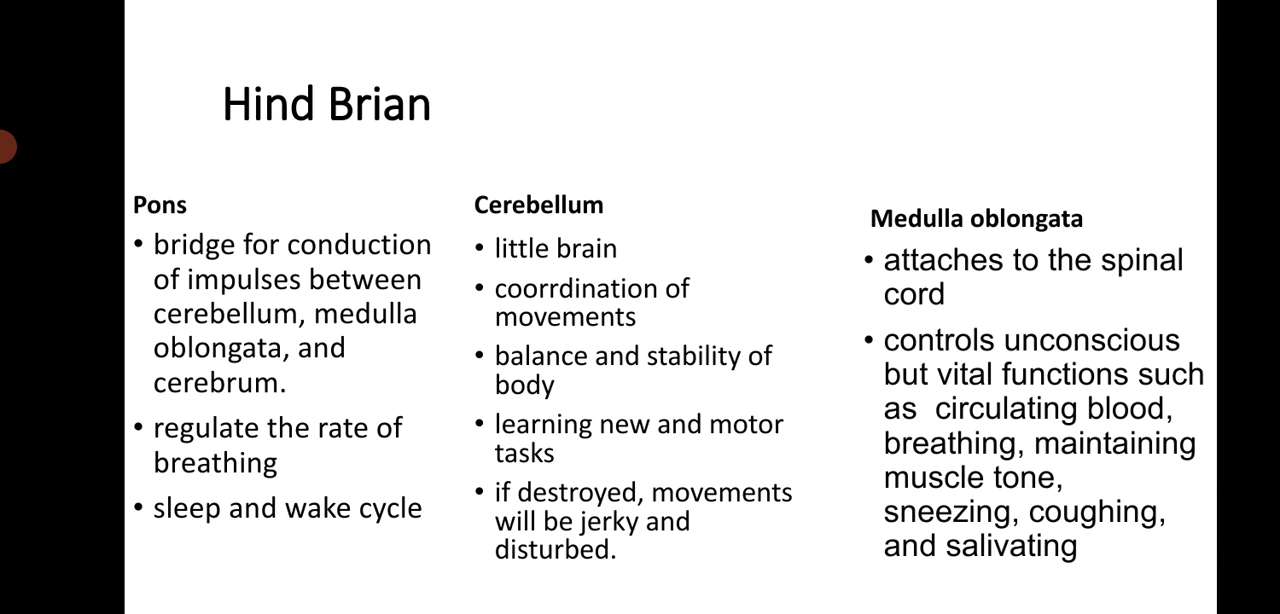 Hind Brian
Pons
• bridge for conduction
of impulses between
cerebellum, medulla
oblongata, and
cerebrum.
• regulate the rate of
breathing
• sleep and wake cycle
Cerebellum
• little brain
• coorrdination of
movements
• balance and stability of
body
• learning new and motor
tasks
• if destroyed, movements
will be jerky and
disturbed.
Medulla oblongata
• attaches to the spinal
cord
• controls unconscious
but vital functions such
as  circulating blood,
breathing, maintaining
muscle tone,
sneezing, coughing,
and salivating